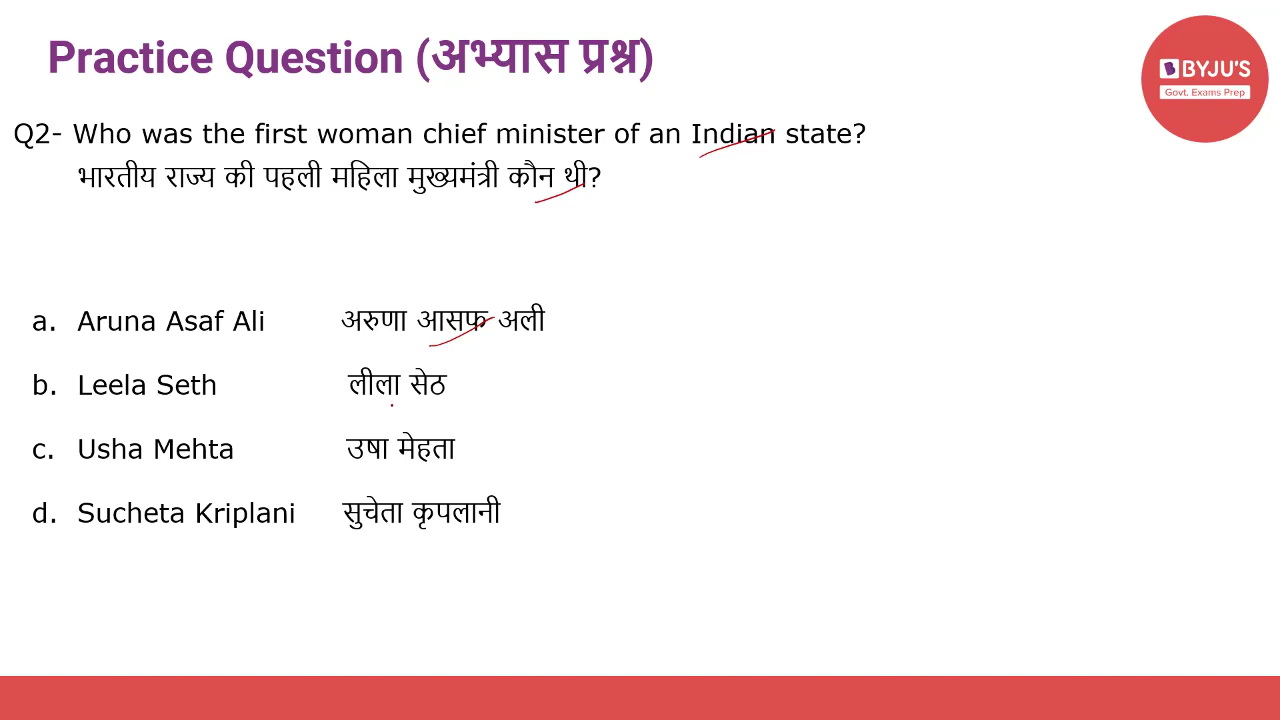 Practice Question (अभ्यास प्रश्न)
BYJU'S
Govt. Exams Prep
Q2- Who was the first woman chief minister of an Indian state?
भारतीय राज्य की पहली महिला मुख्यमंत्री कौन थी?
a. Aruna Asaf Ali अरुणा आसफ अली
b. Leela Seth लीला सेठ
c. Usha Mehta उषा मेहता
d. Sucheta Kriplani सुचेता कृपलानी